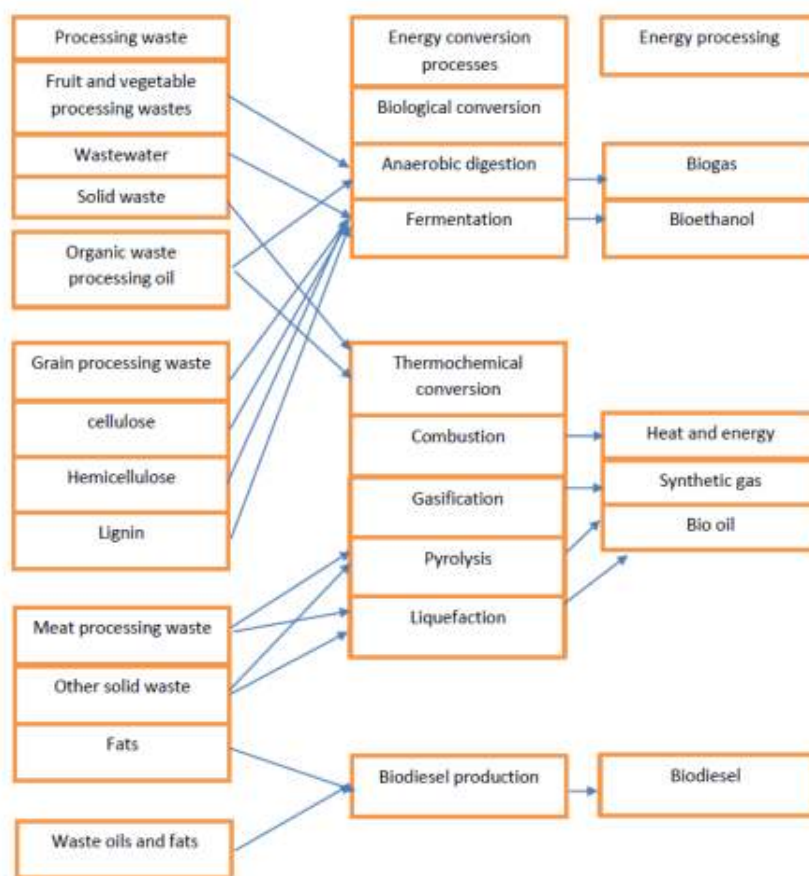 Processing waste
Fruit and vegetable
processing wastes
Wastewater
Solid waste
Organic waste
processing oil
Grain processing waste
cellulose
Hemicellulose
Lignin
Meat processing waste
Other solid waste
Fats
Waste oils and fats
Energy conversion
processes
Biological conversion
Anaerobic digestion
Fermentation
Thermochemical
conversion
Combustion
Gasification
Pyrolysis
Liquefaction
Biodiesel production
Energy processing
Biogas
Bioethanol
Heat and energy
Synthetic gas
Bio oil
Biodiesel